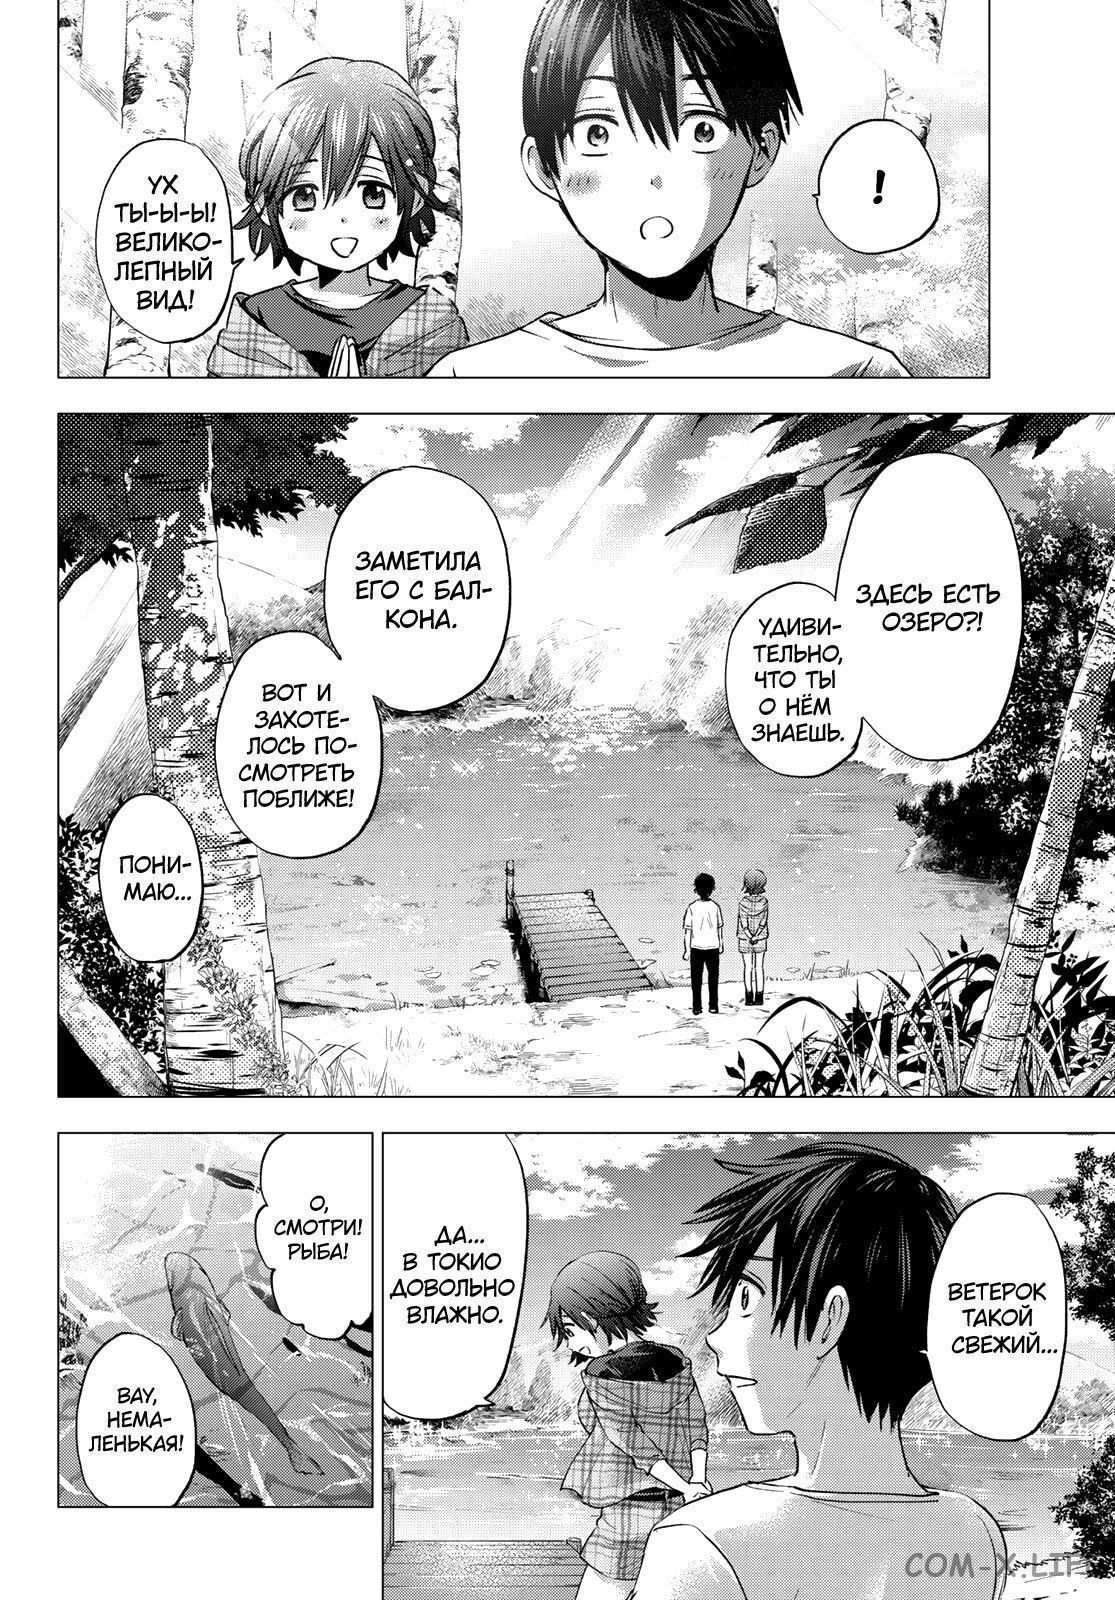 !
УХ
ТЫ-Ы-Ы!
ВЕЛИКО-
ЛЕПНЫЙ
ВИД!
ЗДЕСЬ ЕСТЬ
ОЗЕРО?!
УДИВИ-
ТЕЛЬНО,
ЧТО ТЫ
О НЁМ
ЗНАЕШЬ.
ЗАМЕТИЛА
ЕГО С БАЛ-
КОНА.
ВОТ И
ЗАХОТЕ-
ЛОСЬ ПО-
СМОТРЕТЬ
ПОБЛИЖЕ!
ПОНИ-
МАЮ...
ВЕТЕРОК
ТАКОЙ
СВЕЖИЙ...
ДА...
В ТОКИО
ДОВОЛЬНО
ВЛАЖНО.
О,
СМОТРИ!
РЫБА!
ВАУ,
НЕМА-
ЛЕНЬКАЯ!
COM-X.LIF